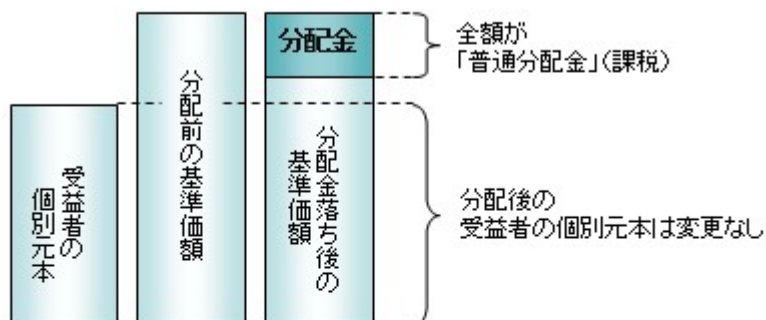 受益者の
個別元本
分配前の基準価額
分配金
分配金落ち後の
基準価額
全額が
「普通分配金」(課税)
分配後の
受益者の個別元本は変更なし